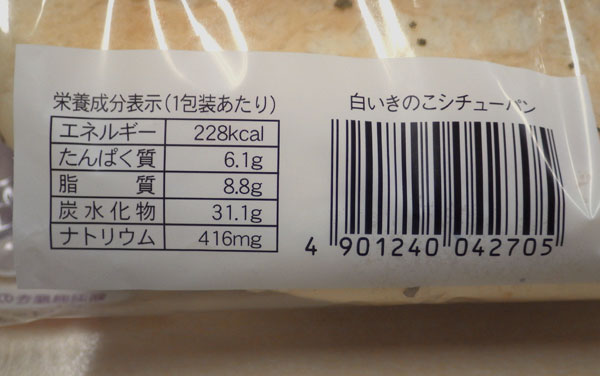 栄養成分表示(1包装あたり)
エネルギー 228kcal
たんぱく質 6.1g
脂質 8.8g
炭水化物 31.1g
ナトリウム 416mg
白いきのこシチューパン
4 901240 042705